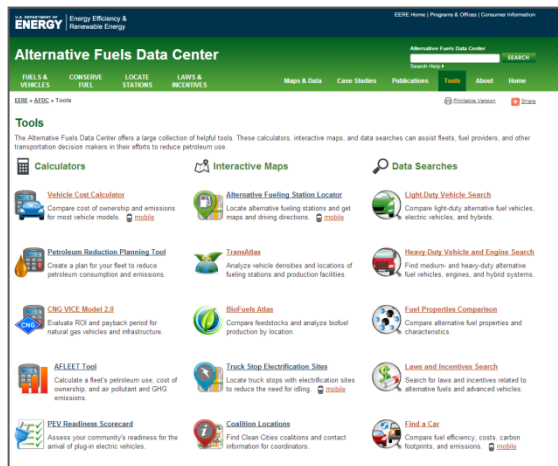 U.S. DEPARTMENT OF
ENERGY
Energy Efficiency &
Renewable Energy
EERE Home | Programs & Offices | Consumer Information
Alternative Fuels Data Center
Alternative Fuels Data Center
SEARCH
Search Help
FUELS &
VEHICLES
CONSERVE
FUEL
LOCATE
STATIONS
LAWS &
INCENTIVES
Maps & Data
Case Studies
Publications
Tools
About
Home
EERE » AFDC » Tools
Printable Version
Share
Tools
The Alternative Fuels Data Center offers a large collection of helpful tools. These calculators, interactive maps, and data searches can assist fleets, fuel providers, and other
transportation decision makers in their efforts to reduce petroleum use.
Calculators
Vehicle Cost Calculator
Compare cost of ownership and emissions
for most vehicle models. mobile
Petroleum Reduction Planning Tool
Create a plan for your fleet to reduce
petroleum consumption and emissions.
CNG
CNG VICE Model 2.0
Evaluate ROI and payback period for
natural gas vehicles and infrastructure.
AFLEET Tool
Calculate a fleet's petroleum use, cost of
ownership, and air pollutant and GHG
emissions.
PEV Readiness Scorecard
Assess your community's readiness for the
arrival of plug-in electric vehicles.
Interactive Maps
Alternative Fueling Station Locator
Locate alternative fueling stations and get
maps and driving directions. mobile
TransAtlas
Analyze vehicle densities and locations of
fueling stations and production facilities.
BioFuels Atlas
Compare feedstocks and analyze biofuel
production by location.
Truck Stop Electrification Sites
Locate truck stops with electrification sites
to reduce the need for idling. mobile
Coalition Locations
Find Clean Cities coalitions and contact
information for coordinators.
Data Searches
Light-Duty Vehicle Search
Compare light-duty alternative fuel vehicles,
electric vehicles, and hybrids.
Heavy-Duty Vehicle and Engine Search
Find medium- and heavy-duty alternative
fuel vehicles, engines, and hybrid systems.
Fuel Properties Comparison
Compare alternative fuel properties and
characteristics.
Laws and Incentives Search
Search for laws and incentives related to
alternative fuels and advanced vehicles.
Find a Car
Compare fuel efficiency, costs, carbon
footprints, and emissions. mobile